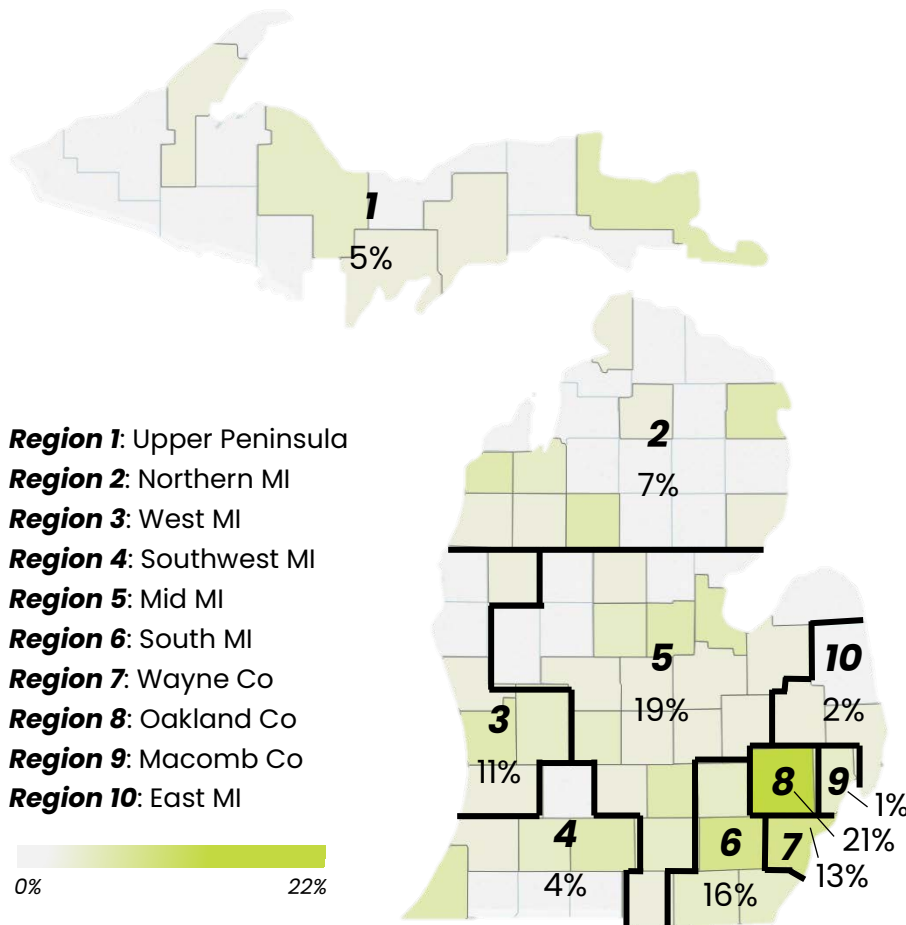 1
5%
2
7%
Region 1: Upper Peninsula
Region 2: Northern MI
Region 3: West MI
Region 4: Southwest MI
Region 5: Mid MI
Region 6: South MI
Region 7: Wayne Co
Region 8: Oakland Co
Region 9: Macomb Co
Region 10: East MI
0% 22%
5
19%
10
2%
3
11%
8
21%
9
1%
4
4%
6
16%
7
13%